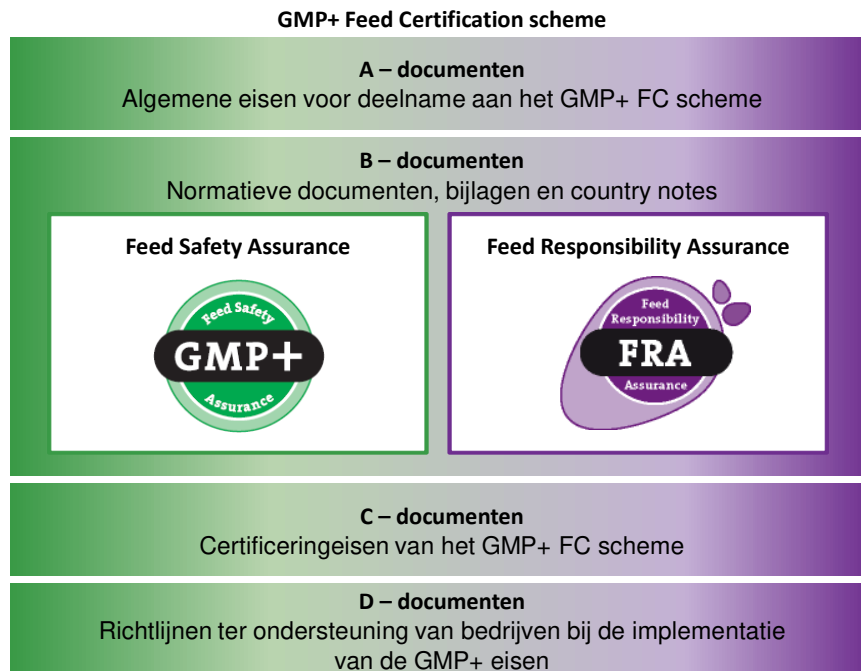 GMP+ Feed Certification scheme
A – documenten
Algemene eisen voor deelname aan het GMP+ FC scheme
B – documenten
Normatieve documenten, bijlagen en country notes
Feed Safety Assurance
Feed Safety
GMP+
Assurance
Feed Responsibility Assurance
Feed
Responsibility
FRA
Assurance
C – documenten
Certificeringeisen van het GMP+ FC scheme
D – documenten
Richtlijnen ter ondersteuning van bedrijven bij de implementatie
van de GMP+ eisen